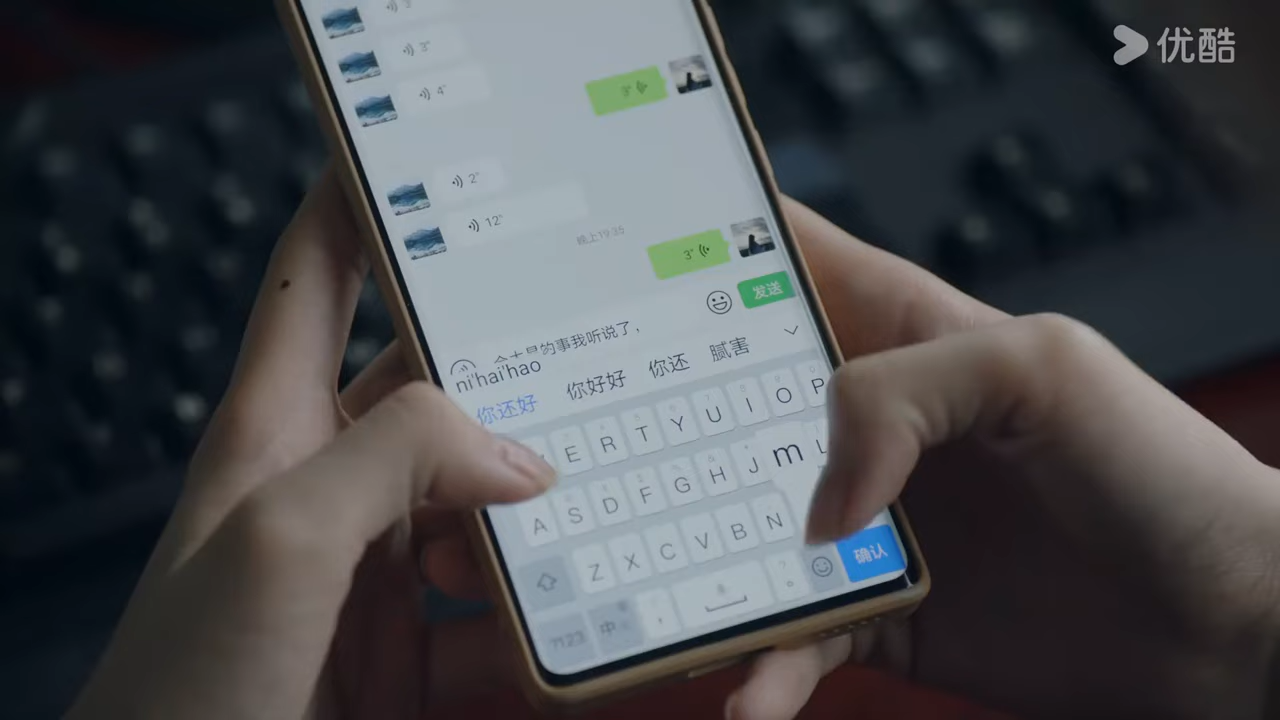 优酷
3"
3"
4"
3"
2"
12"
晚上19:35
3"
发送
的事我听说了，
ni'hai'hao
你还好 你好好 你还 腻害
E R T Y U I O P
A S D F G H J m L
Z X C V B N
?123 中 ， 。 确认